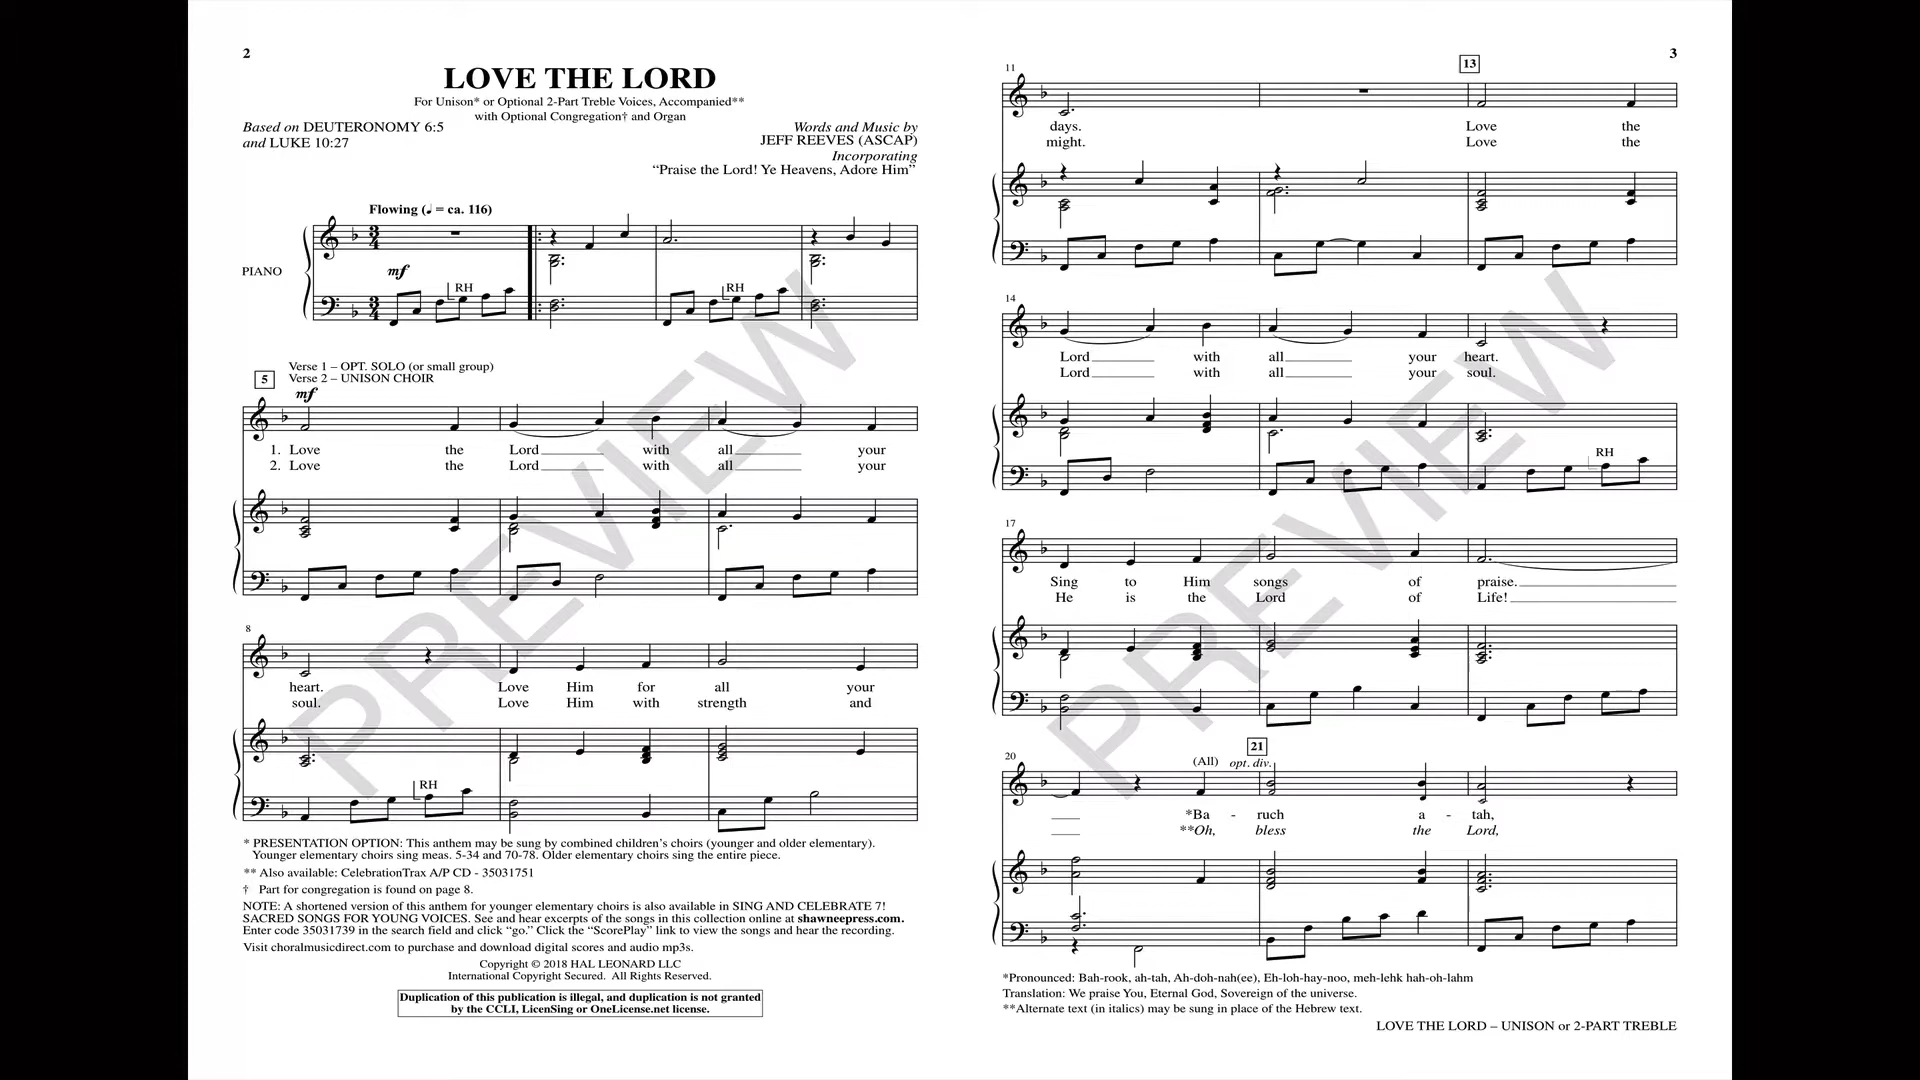 2
LOVE THE LORD
For Unison* or Optional 2-Part Treble Voices, Accompanied**
with Optional Congregation† and Organ
Based on DEUTERONOMY 6:5
and LUKE 10:27
Words and Music by
JEFF REEVES (ASCAP)
Incorporating
“Praise the Lord! Ye Heavens, Adore Him”
Flowing (♩ = ca. 116)
PIANO
mf
RH
RH
Verse 1 – OPT. SOLO (or small group)
5 Verse 2 – UNISON CHOIR
mf
1. Love the Lord with all your
2. Love the Lord with all your
8
heart. Love Him for all your
soul. Love Him with strength and
RH
* PRESENTATION OPTION: This anthem may be sung by combined children’s choirs (younger and older elementary).
Younger elementary choirs sing meas. 5-34 and 70-78. Older elementary choirs sing the entire piece.
** Also available: CelebrationTrax A/P CD - 35031751
† Part for congregation is found on page 8.
NOTE: A shortened version of this anthem for younger elementary choirs is also available in SING AND CELEBRATE 7!
SACRED SONGS FOR YOUNG VOICES. See and hear excerpts of the songs in this collection online at shawneepress.com.
Enter code 35031739 in the search field and click “go.” Click the “ScorePlay” link to view the songs and hear the recording.
Visit choralmusicdirect.com to purchase and download digital scores and audio mp3s.
Copyright © 2018 HAL LEONARD LLC
International Copyright Secured. All Rights Reserved.
Duplication of this publication is illegal, and duplication is not granted
by the CCLI, LicenSing or OneLicense.net license.
PREVIEW
3
11
13
days. Love the
might. Love the
14
Lord with all your heart.
Lord with all your soul.
RH
17
Sing to Him songs of praise.
He is the Lord of Life!
20
(All) opt. div.
21
*Ba - ruch a - tah,
**Oh, bless the Lord,
*Pronounced: Bah-rook, ah-tah, Ah-doh-nah(ee), Eh-loh-hay-noo, meh-lehk hah-oh-lahm
Translation: We praise You, Eternal God, Sovereign of the universe.
**Alternate text (in italics) may be sung in place of the Hebrew text.
LOVE THE LORD – UNISON or 2-PART TREBLE
PREVIEW